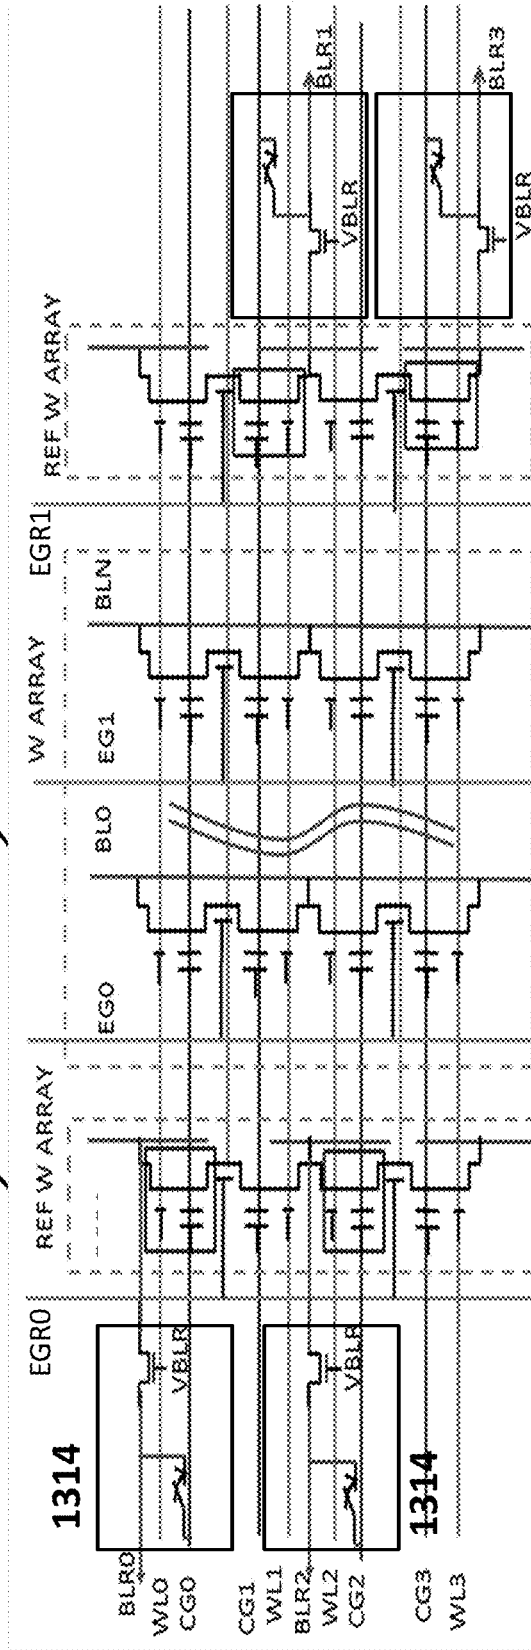 1314
1314
BLR0
WL0
CG0
CG1
WL1
BLR2
WL2
CG2
CG3
WL3
VBLR
VBLR
EGR0
REF W ARRAY
EG0
BL0
W ARRAY
EG1
BLN
EGR1
REF W ARRAY
VBLR
BLR1
VBLR
BLR3